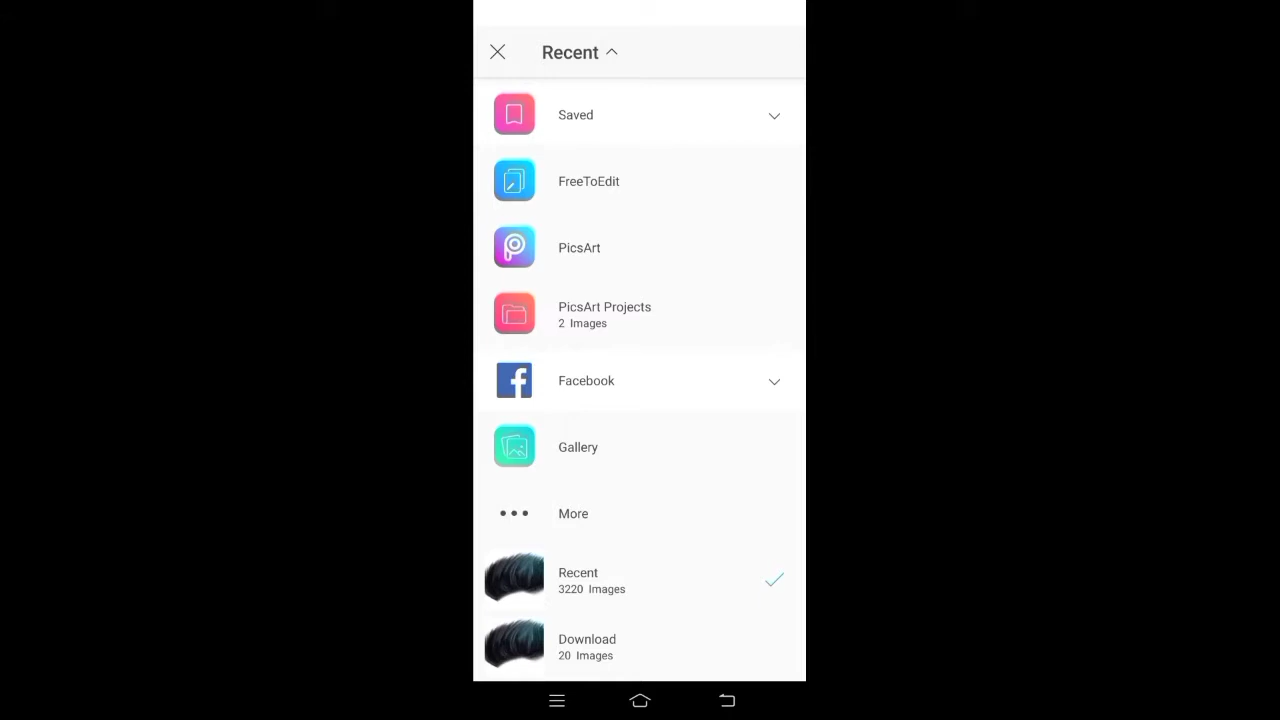 Recent
Saved
FreeToEdit
PicsArt
PicsArt Projects
2 Images
Facebook
Gallery
More
Recent
3220 Images
Download
20 Images